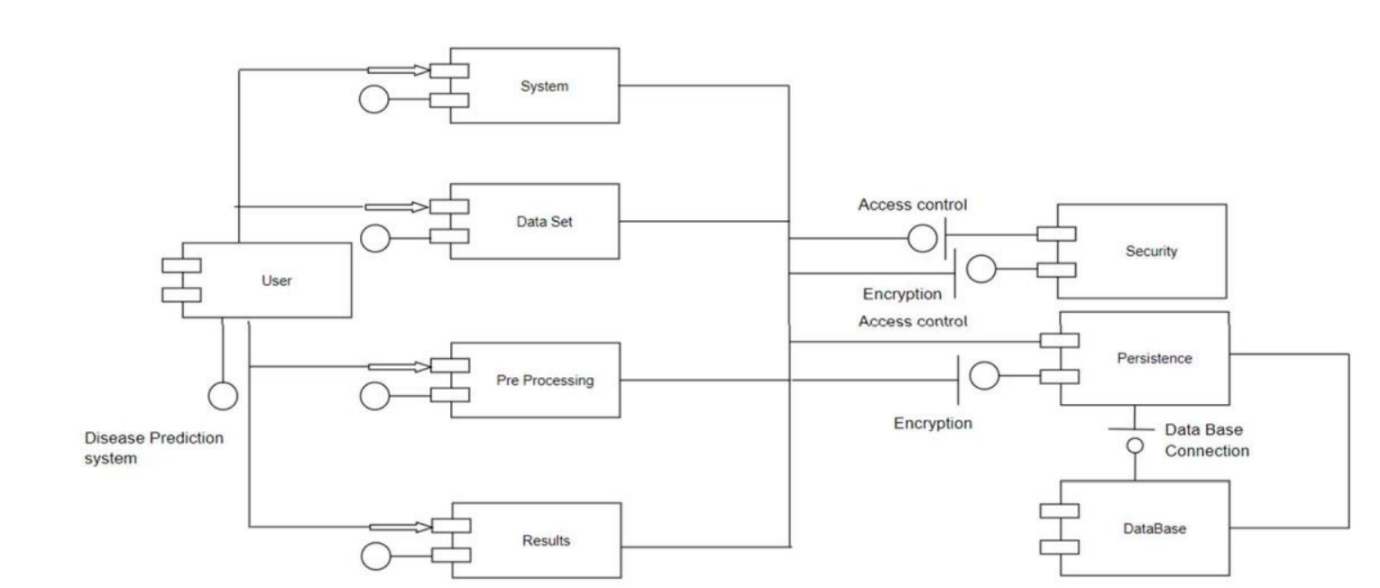 System
Data Set
Access control
Security
User
Encryption
Access control
Persistence
Pre Processing
Encryption
Data Base
Connection
Disease Prediction
system
DataBase
Results